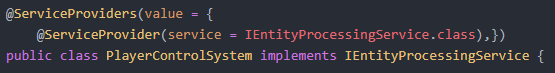 @ServiceProviders(value = {
    @ServiceProvider(service = IEntityProcessingService.class),})
public class PlayerControlSystem implements IEntityProcessingService {